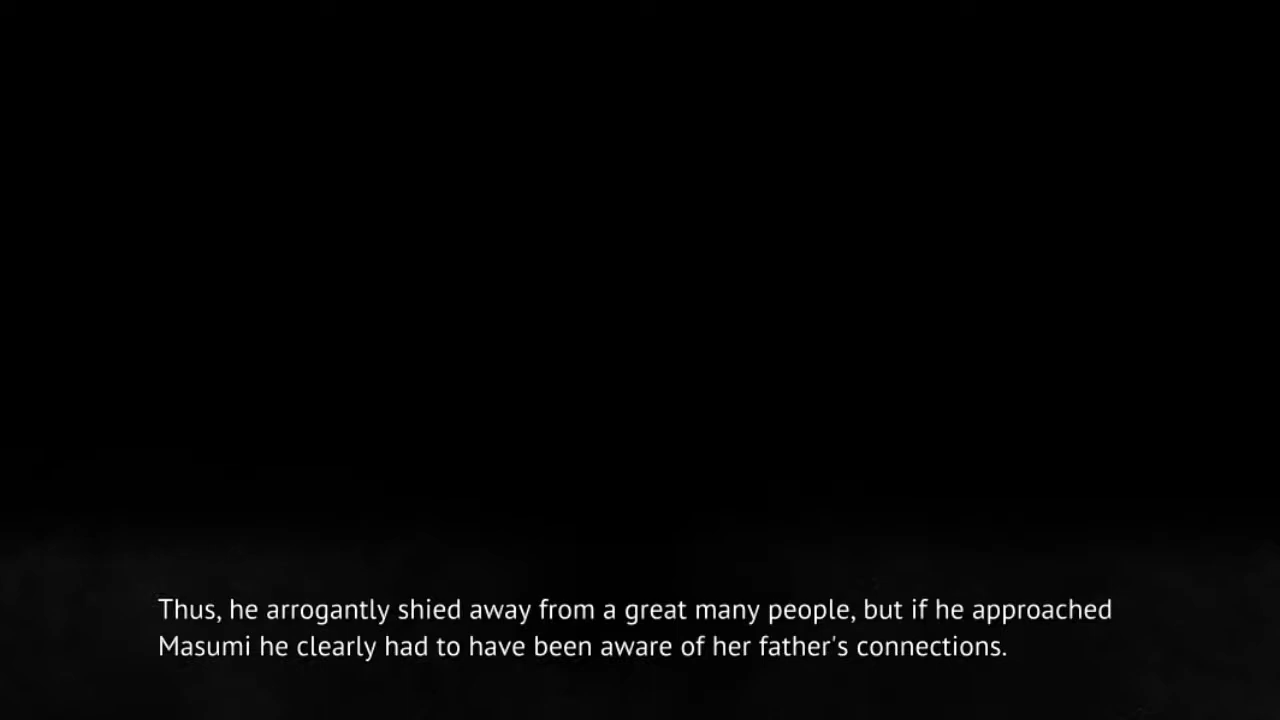 Thus, he arrogantly shied away from a great many people, but if he approached
Masumi he clearly had to have been aware of her father's connections.